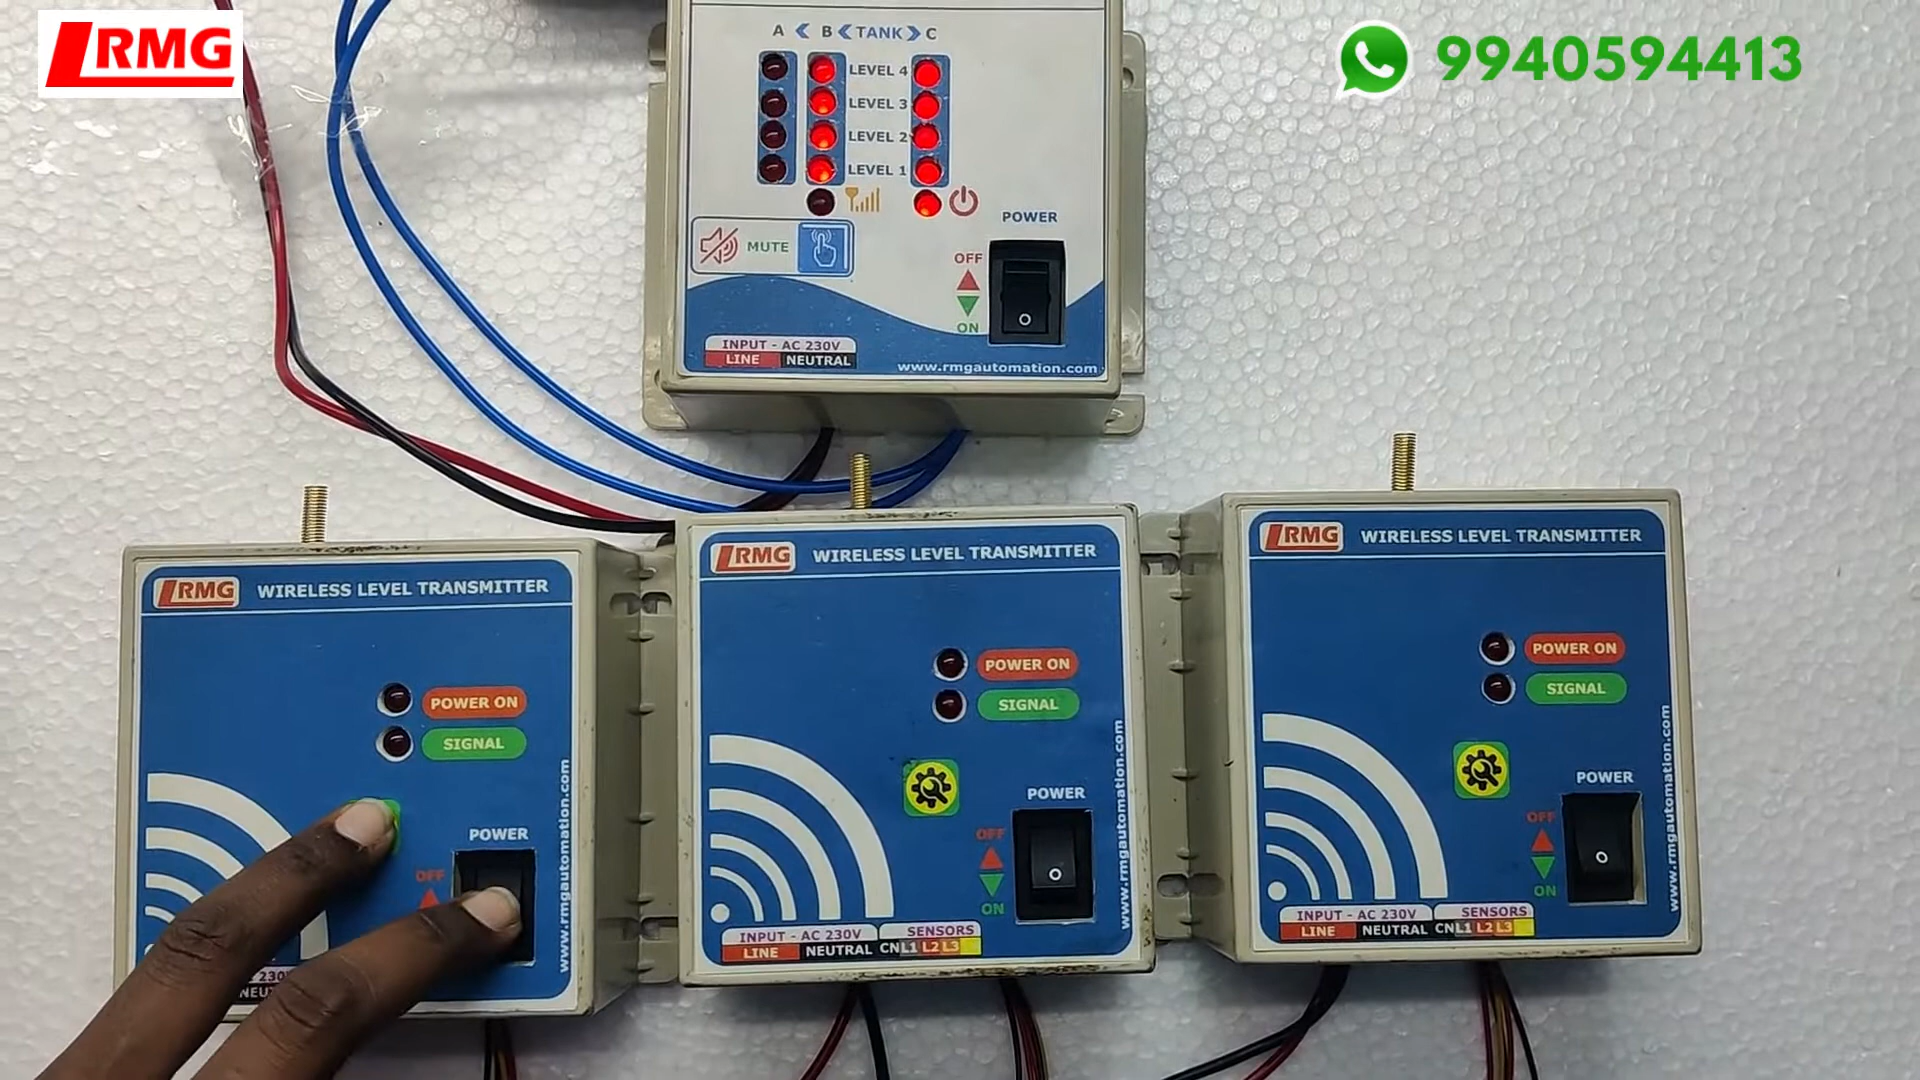 RMG
9940594413
A B TANK C
LEVEL 4
LEVEL 3
LEVEL 2
LEVEL 1
POWER
MUTE
OFF
ON
INPUT - AC 230V
LINE NEUTRAL
www.rmgautomation.com
RMG WIRELESS LEVEL TRANSMITTER
POWER ON
SIGNAL
POWER
OFF
www.rmgautomation.com
230
NEU
RMG WIRELESS LEVEL TRANSMITTER
POWER ON
SIGNAL
POWER
OFF
ON
www.rmgautomation.com
INPUT - AC 230V SENSORS
LINE NEUTRAL CN L1 L2 L3
RMG WIRELESS LEVEL TRANSMITTER
POWER ON
SIGNAL
POWER
OFF
ON
www.rmgautomation.com
INPUT - AC 230V SENSORS
LINE NEUTRAL CN L1 L2 L3